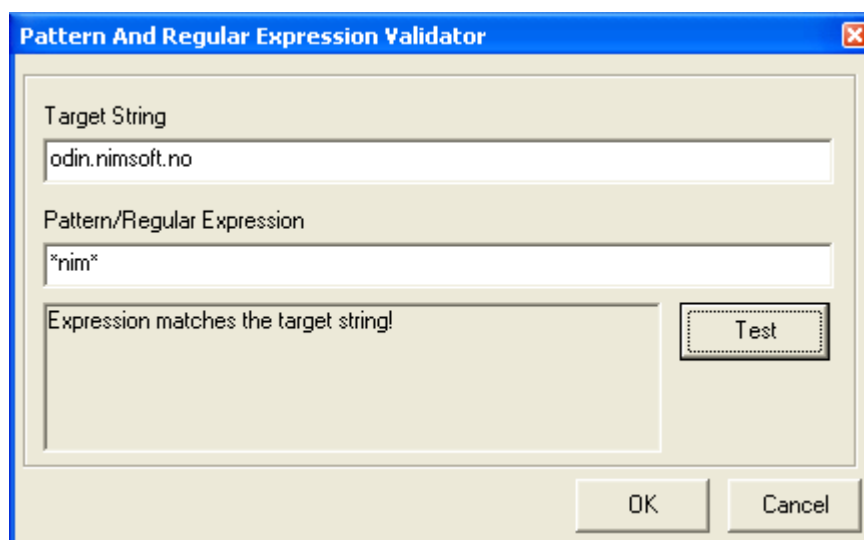 Pattern And Regular Expression Validator
Target String
odin.nimsoft.no
Pattern/Regular Expression
*nim*
Expression matches the target string!
Test
OK
Cancel